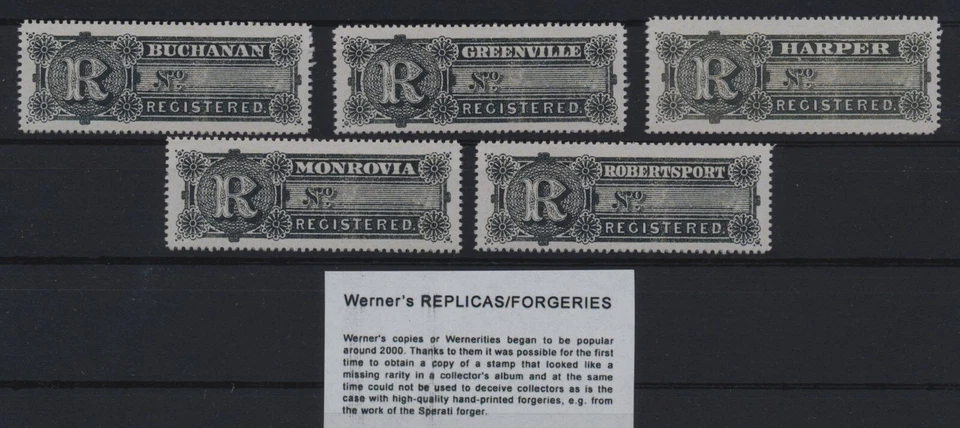 BUCHANAN
R No
REGISTERED.
GREENVILLE
R No
REGISTERED.
HARPER
R No
REGISTERED.
MONROVIA
R No
REGISTERED.
ROBERTSPORT
R No
REGISTERED.
Werner's REPLICAS/FORGERIES
Werner's copies or Wernerities began to be popular
around 2000. Thanks to them it was possible for the first
time to obtain a copy of a stamp that looked like a
missing rarity in a collector's album and at the same
time could not be used to deceive collectors as is the
case with high-quality hand-printed forgeries, e.g. from
the work of the Sperati forger.